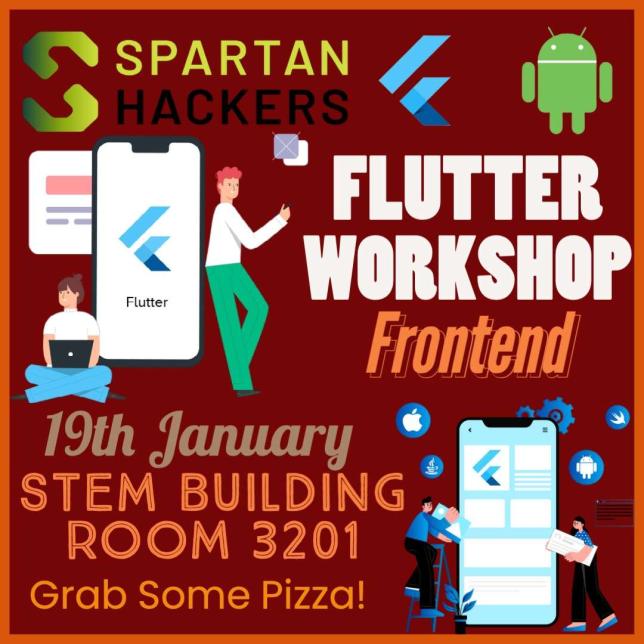 SPARTAN
HACKERS
FLUTTER
WORKSHOP
Frontend
Flutter
19th January
STEM BUILDING
ROOM 3201
Grab Some Pizza!